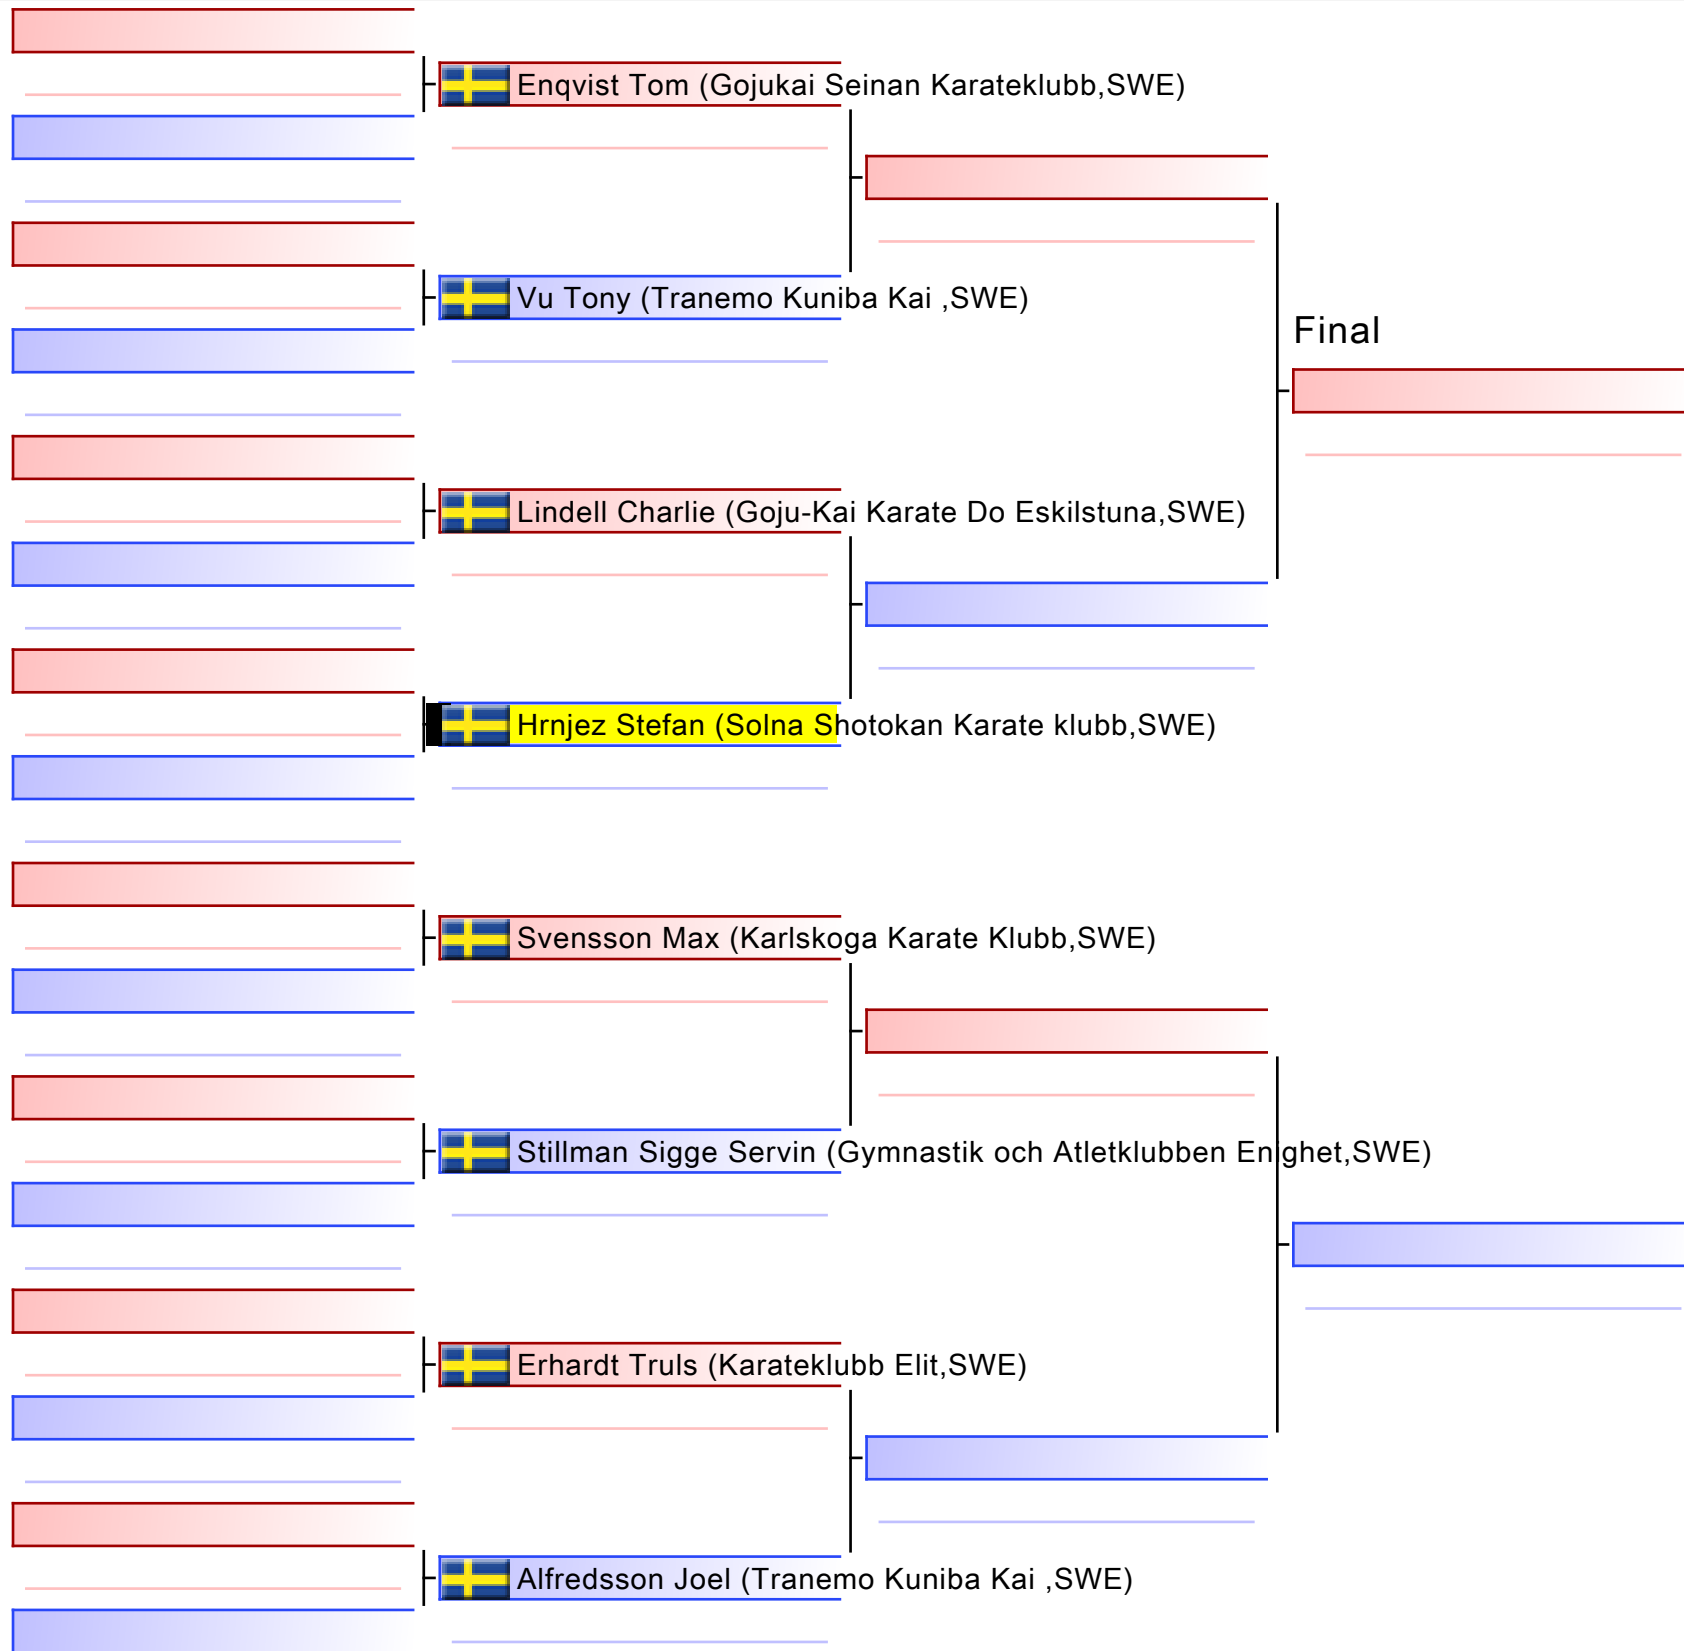 Enqvist Tom (Gojukai Seinan Karateklubb,SWE)
Vu Tony (Tranemo Kuniba Kai ,SWE)
Final
Lindell Charlie (Goju-Kai Karate Do Eskilstuna,SWE)
Hrnjez Stefan (Solna Shotokan Karate klubb,SWE)
Svensson Max (Karlskoga Karate Klubb,SWE)
Stillman Sigge Servin (Gymnastik och Atletklubben Enighet,SWE)
Erhardt Truls (Karateklubb Elit,SWE)
Alfredsson Joel (Tranemo Kuniba Kai ,SWE)